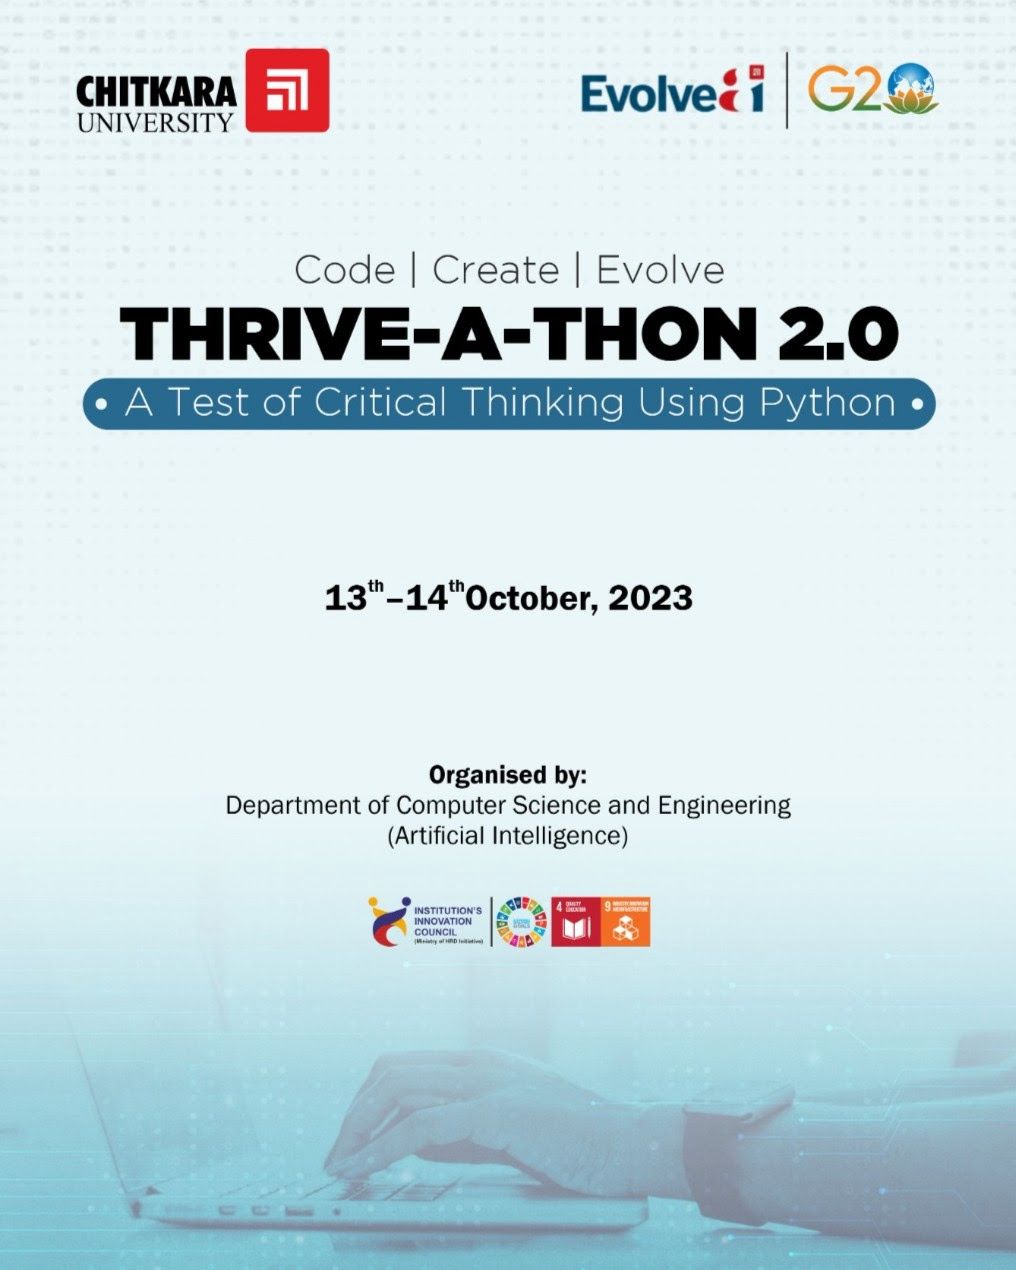 CHITKARA
UNIVERSITY
Evolve
G20
Code | Create | Evolve
THRIVE-A-THON 2.0
• A Test of Critical Thinking Using Python •
13th–14thOctober, 2023
Organised by:
Department of Computer Science and Engineering
(Artificial Intelligence)
INSTITUTION'S
INNOVATION
COUNCIL
(Ministry of HRD Initiative)
4 QUALITY
EDUCATION
9 INDUSTRY, INNOVATION
AND INFRASTRUCTURE